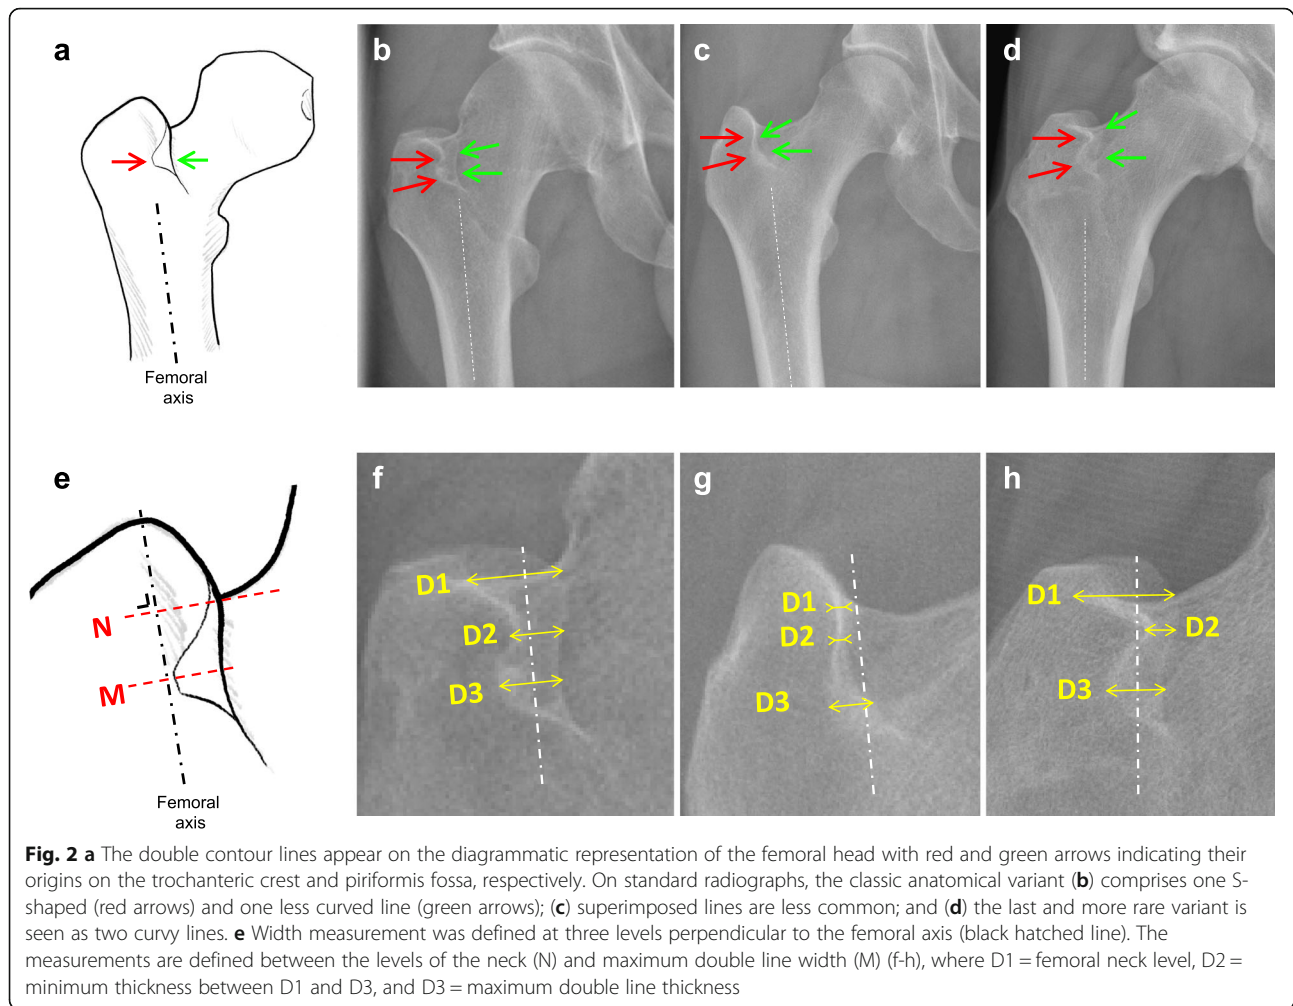 a
b
c
d
Femoral
axis
e
f
g
h
N
M
Femoral
axis
D1
D2
D3
D1
D2
D3
D1
D2
D3
Fig. 2 a The double contour lines appear on the diagrammatic representation of the femoral head with red and green arrows indicating their
origins on the trochanteric crest and piriformis fossa, respectively. On standard radiographs, the classic anatomical variant (b) comprises one S-
shaped (red arrows) and one less curved line (green arrows); (c) superimposed lines are less common; and (d) the last and more rare variant is
seen as two curvy lines. e Width measurement was defined at three levels perpendicular to the femoral axis (black hatched line). The
measurements are defined between the levels of the neck (N) and maximum double line width (M) (f-h), where D1 = femoral neck level, D2 =
minimum thickness between D1 and D3, and D3 = maximum double line thickness